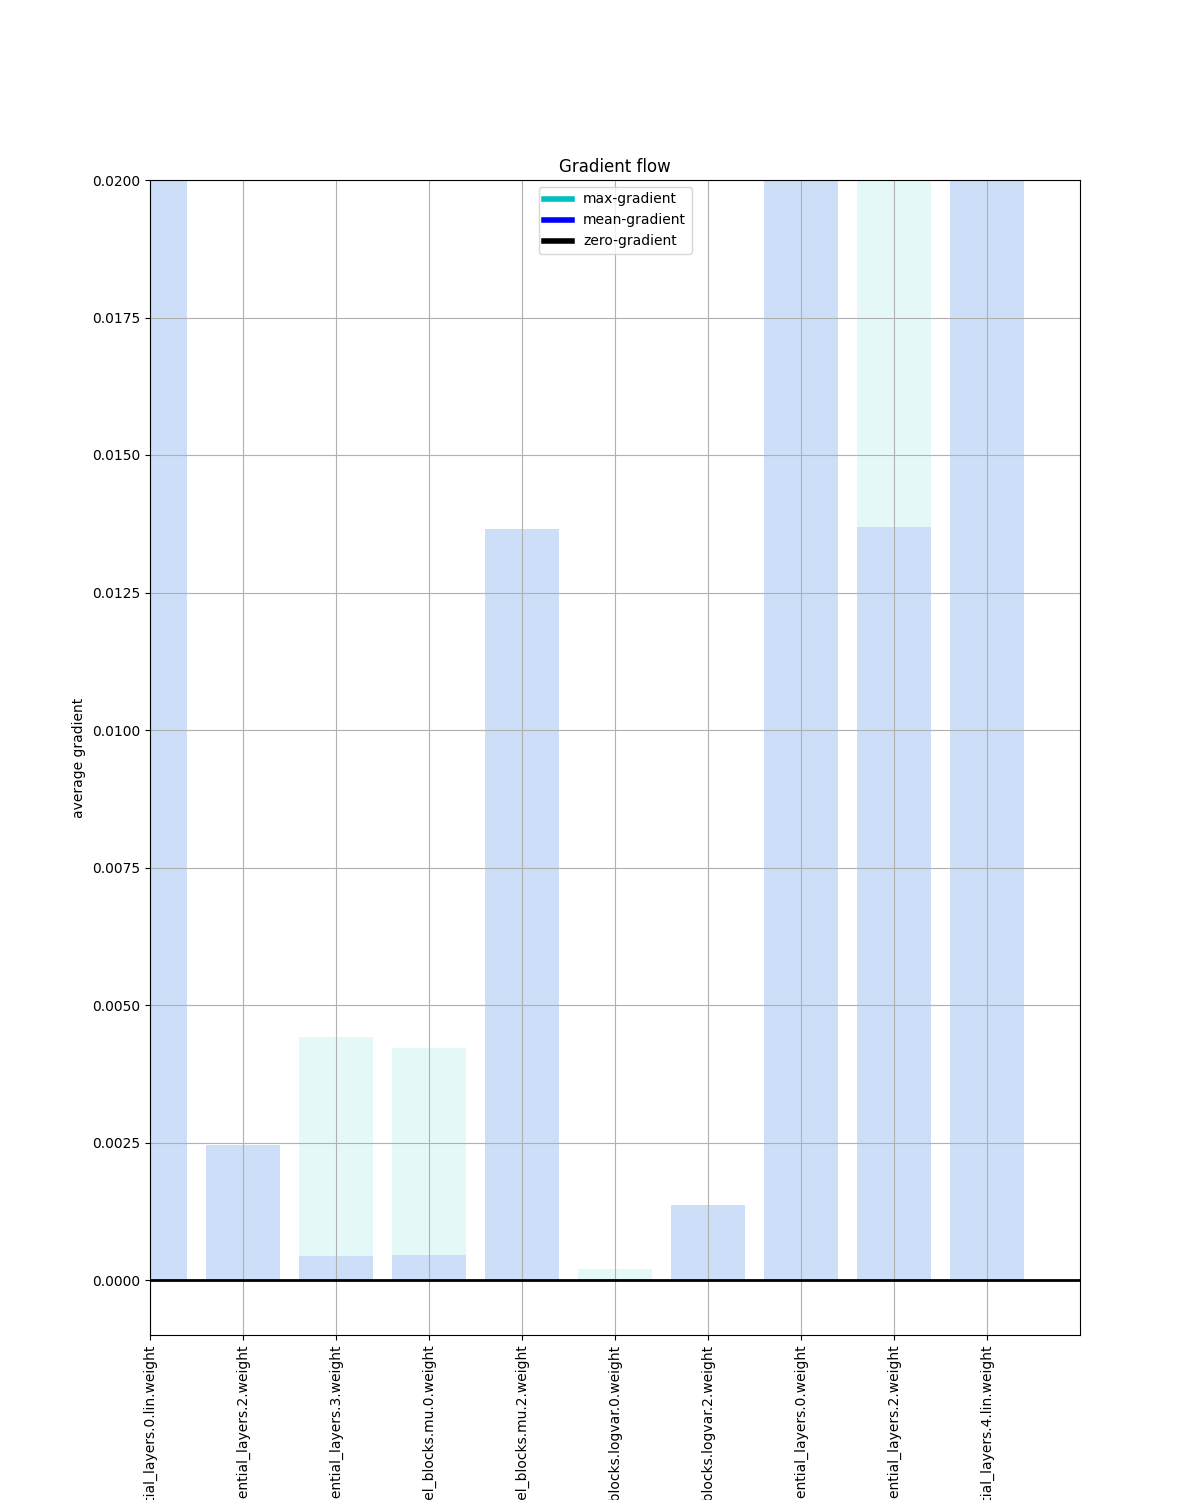 Gradient flow
max-gradient
mean-gradient
zero-gradient
0.0200
0.0175
0.0150
0.0125
0.0100
0.0075
0.0050
0.0025
0.0000
average gradient
tial_layers.0.lin.weight
ential_layers.2.weight
ential_layers.3.weight
el_blocks.mu.0.weight
el_blocks.mu.2.weight
blocks.logvar.0.weight
blocks.logvar.2.weight
ential_layers.0.weight
ential_layers.2.weight
tial_layers.4.lin.weight